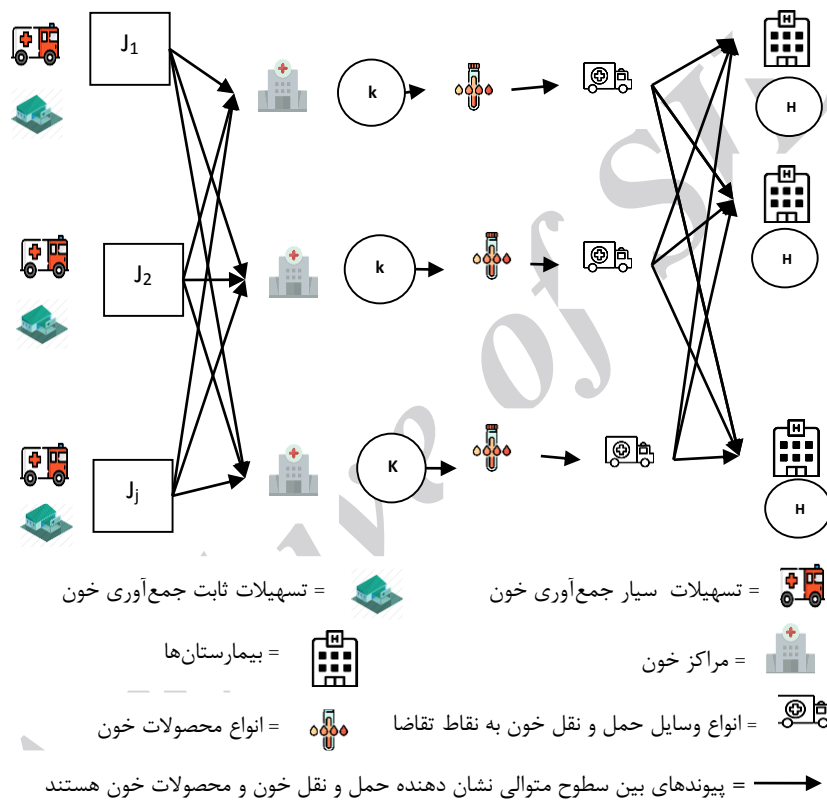 J1
k
H
H
J2
k
H
H
Jj
K
H
H
= تسهیلات سیار جمع‌آوری خون
= تسهیلات ثابت جمع‌آوری خون
= مراکز خون
= بیمارستان‌ها
= انواع وسایل حمل و نقل خون به نقاط تقاضا
= انواع محصولات خون
= پیوندهای بین سطوح متوالی نشان دهنده حمل و نقل خون و محصولات خون هستند